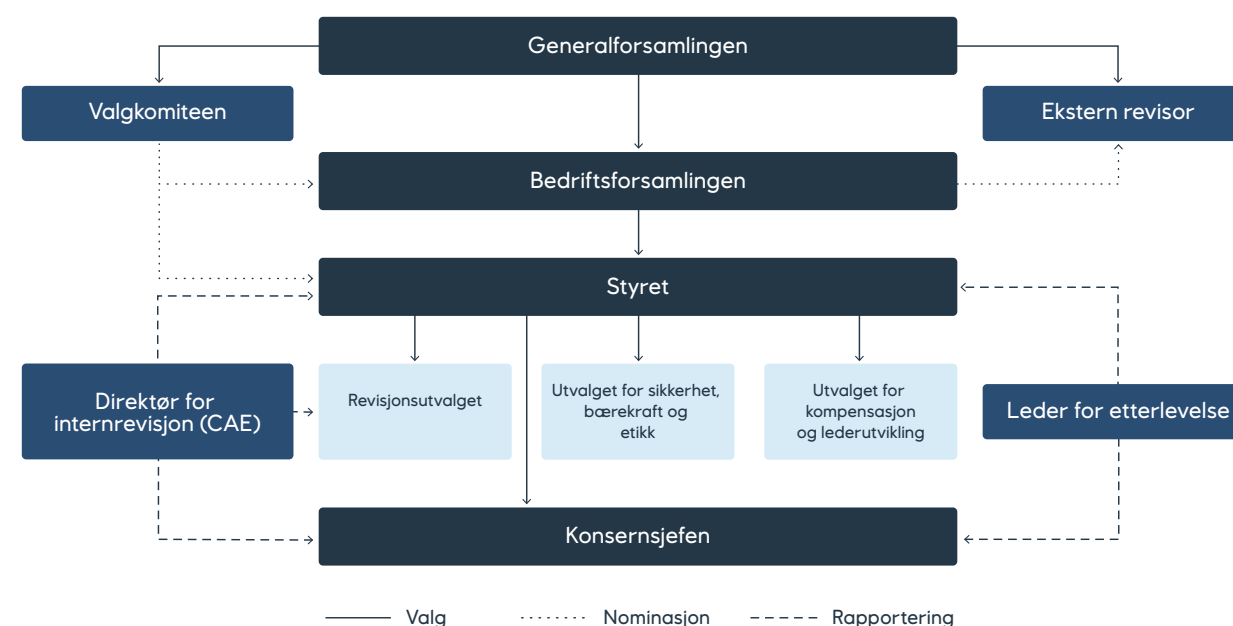 Generalforsamlingen
Valgkomiteen
Ekstern revisor
Bedriftsforsamlingen
Styret
Direktør for
internrevisjon (CAE)
Revisjonsutvalget
Utvalget for sikkerhet,
bærekraft og
etikk
Utvalget for
kompensasjon
og lederutvikling
Leder for etterlevelse
Konsernsjefen
Valg
Nominasjon
Rapportering